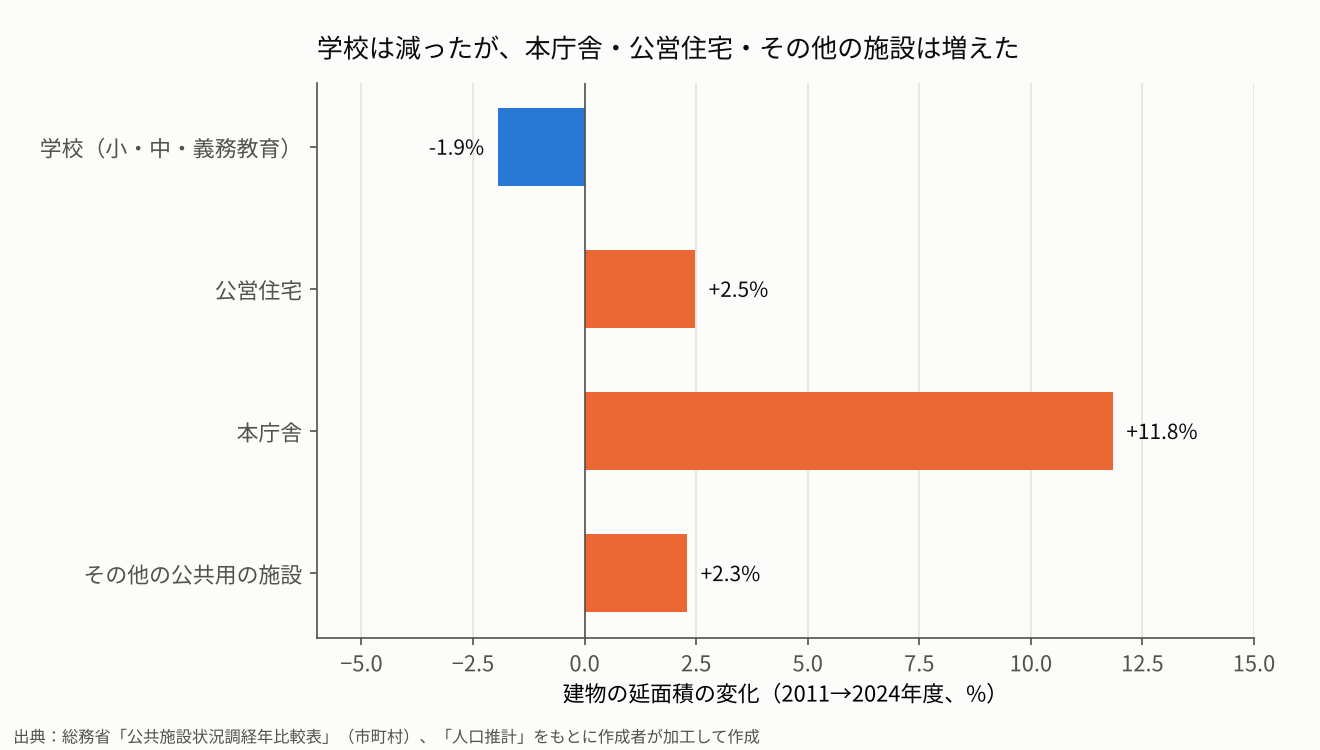 学校は減ったが、本庁舎・公営住宅・その他の施設は増えた
学校（小・中・義務教育）
-1.9%
公営住宅
+2.5%
本庁舎
+11.8%
その他の公共用の施設
+2.3%
−5.0 −2.5 0.0 2.5 5.0 7.5 10.0 12.5 15.0
建物の延面積の変化（2011→2024年度、%）
出典：総務省「公共施設状況調経年比較表」（市町村）、「人口推計」をもとに作成者が加工して作成